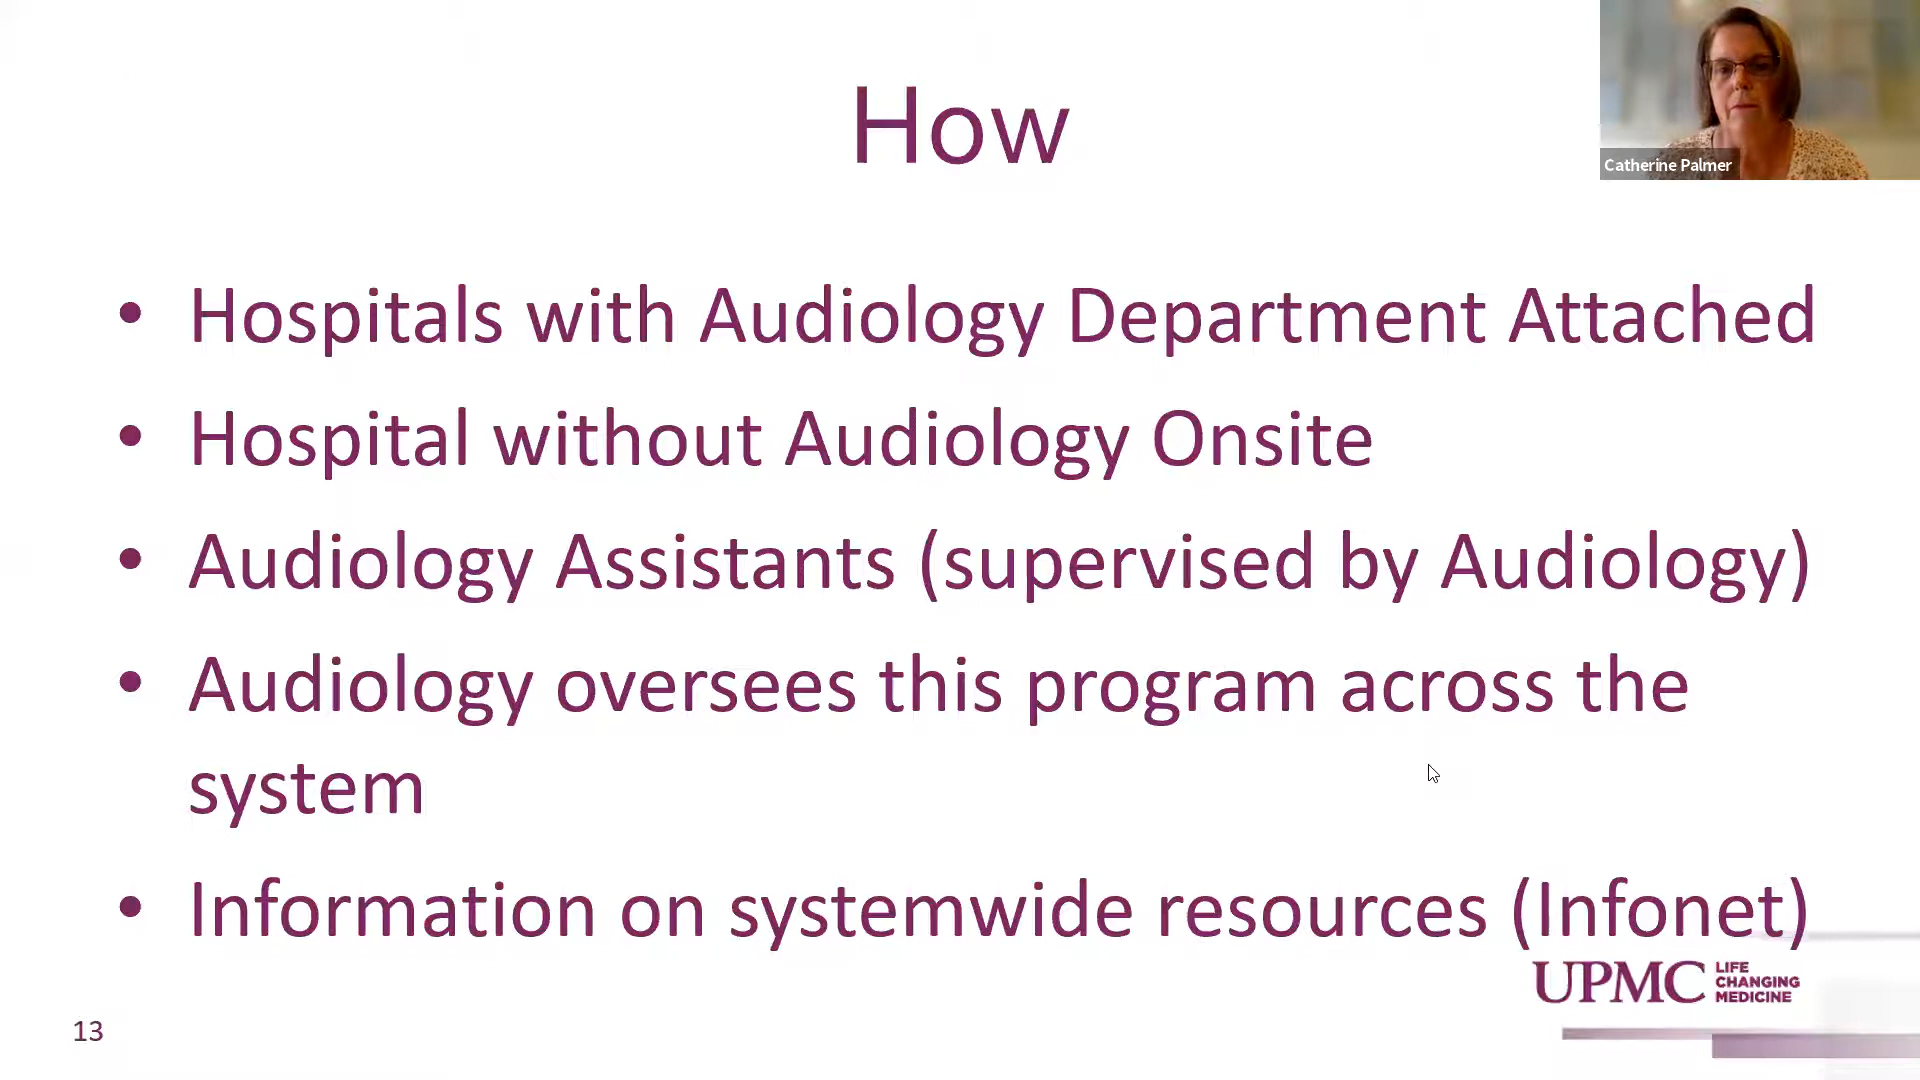 How
Catherine Palmer
• Hospitals with Audiology Department Attached
• Hospital without Audiology Onsite
• Audiology Assistants (supervised by Audiology)
• Audiology oversees this program across the
system
• Information on systemwide resources (Infonet)
UPMC LIFE
CHANGING
MEDICINE
13